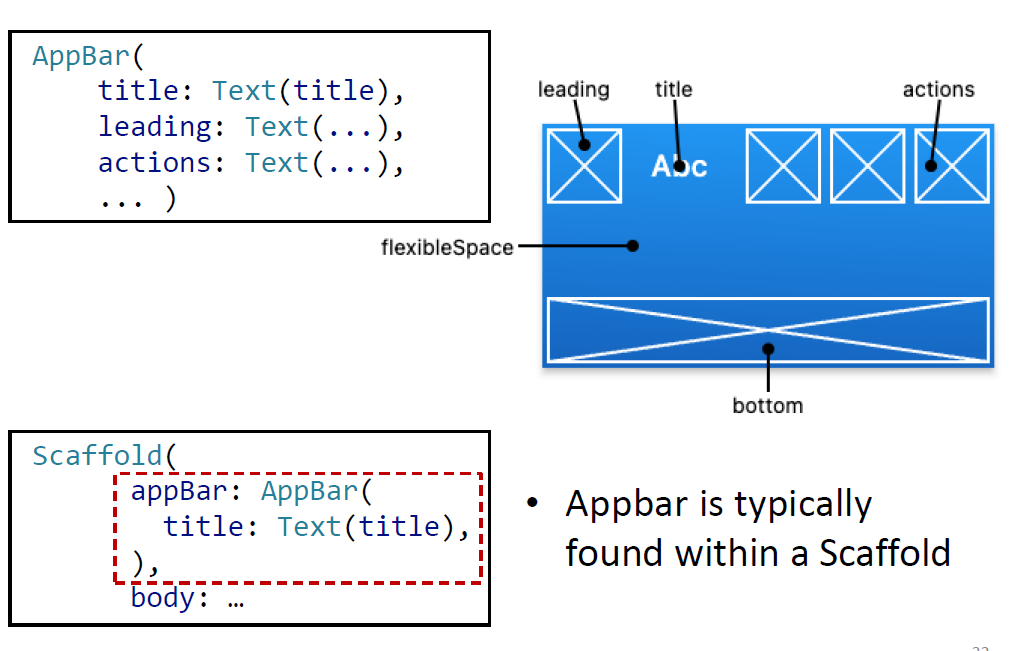 AppBar(
title: Text(title),
leading: Text(...),
actions: Text(...),
... )
leading
title
actions
Abc
flexibleSpace
bottom
Scaffold(
appBar: AppBar(
title: Text(title),
),
body: …
• Appbar is typically
found within a Scaffold